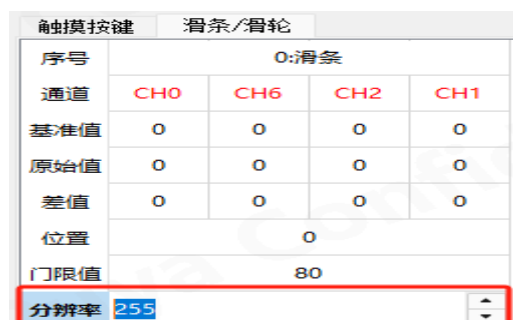 触摸按键 滑条/滑轮
序号 0:滑条
通道 CH0 CH6 CH2 CH1
基准值 0 0 0 0
原始值 0 0 0 0
差值 0 0 0 0
位置 0
门限值 80
分辨率 255